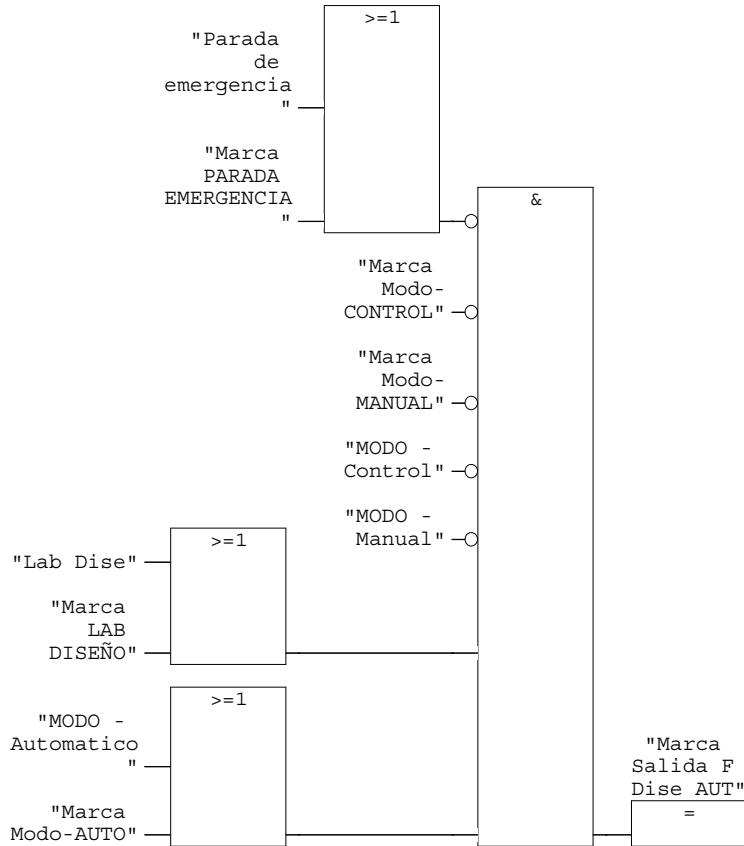 >=1
"Parada
de
emergencia
"
"Marca
PARADA
EMERGENCIA
"
&
"Marca
Modo-
CONTROL"
"Marca
Modo-
MANUAL"
"MODO -
Control"
"MODO -
Manual"
>=1
"Lab Dise"
"Marca
LAB
DISEÑO"
>=1
"MODO -
Automatico
"
"Marca
Modo-AUTO"
"Marca
Salida F
Dise AUT"
=